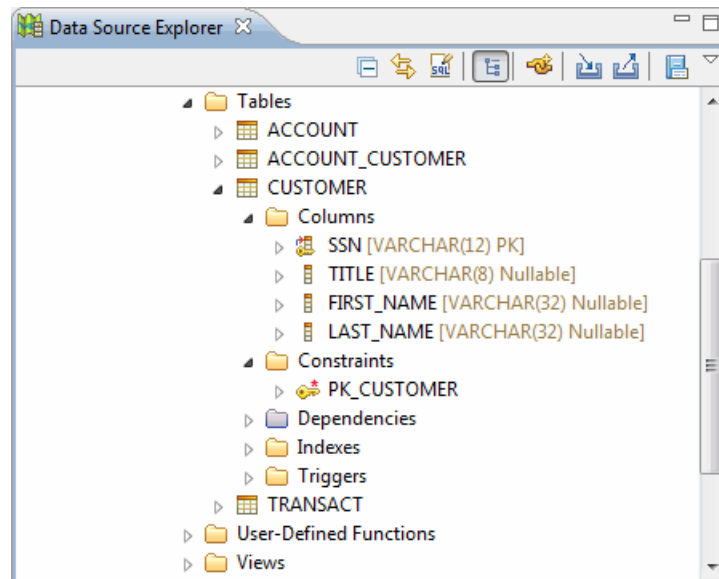 Data Source Explorer
SQL
Tables
ACCOUNT
ACCOUNT_CUSTOMER
CUSTOMER
Columns
SSN [VARCHAR(12) PK]
TITLE [VARCHAR(8) Nullable]
FIRST_NAME [VARCHAR(32) Nullable]
LAST_NAME [VARCHAR(32) Nullable]
Constraints
PK_CUSTOMER
Dependencies
Indexes
Triggers
TRANSACT
User-Defined Functions
Views